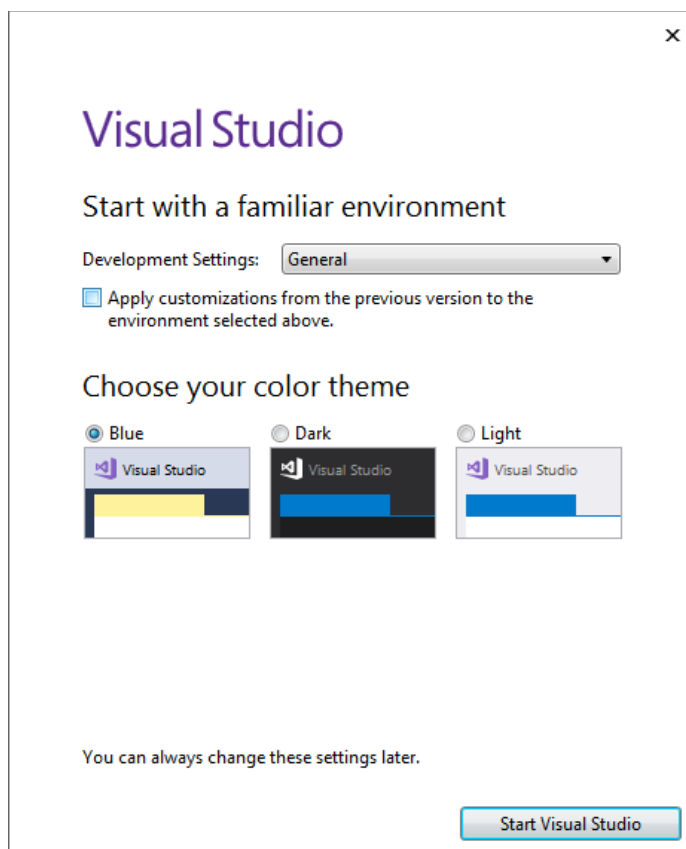 Visual Studio
Start with a familiar environment
Development Settings: General
Apply customizations from the previous version to the
environment selected above.
Choose your color theme
Blue Dark Light
Visual Studio Visual Studio Visual Studio
You can always change these settings later.
Start Visual Studio